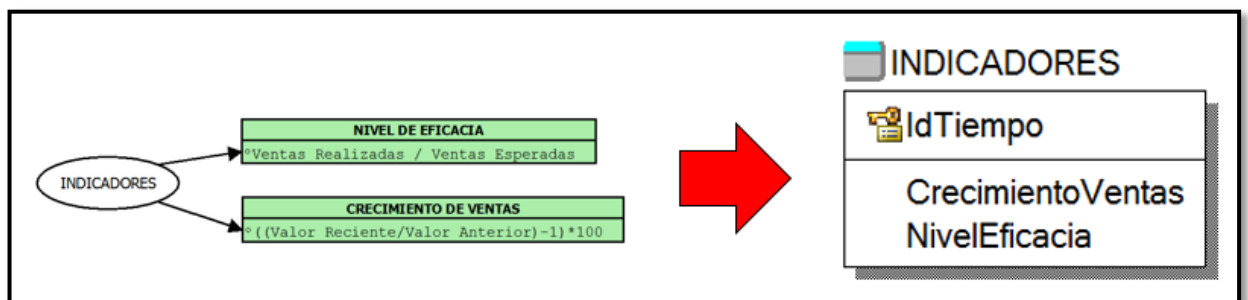 INDICADORES
NIVEL DE EFICACIA
°Ventas Realizadas / Ventas Esperadas
CRECIMIENTO DE VENTAS
°((Valor Reciente/Valor Anterior)-1)*100
INDICADORES
IdTiempo
CrecimientoVentas
NivelEficacia